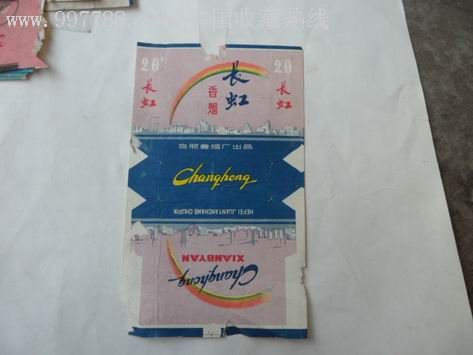 www.997788.com 中国收藏热线
20
长虹
香烟
长虹
20
长虹
合肥卷烟厂出品
Changhong
HEFEI JUANYANCHANG CHUPIN
Changhong
XIANGYAN